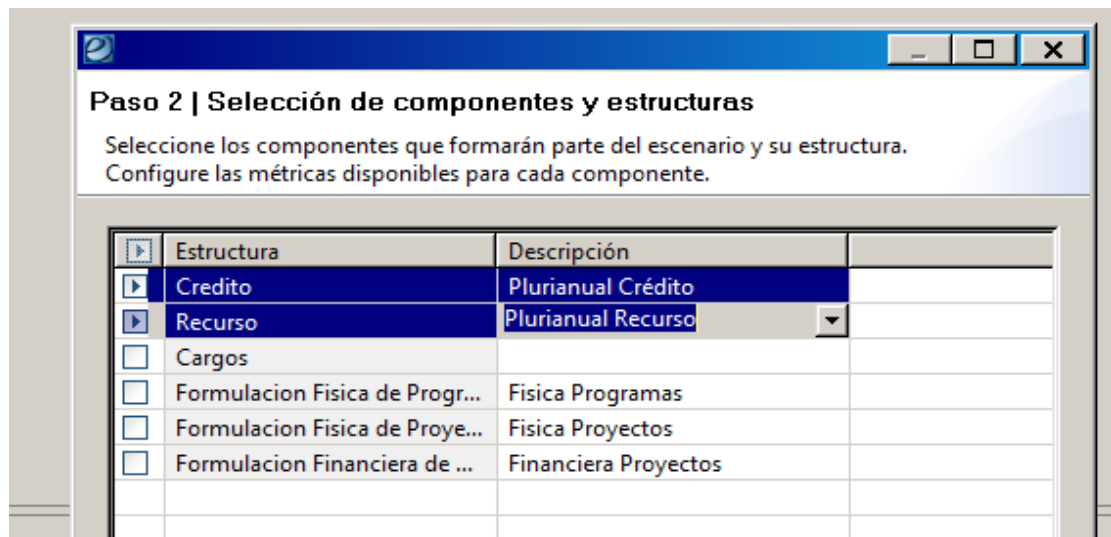 Paso 2 | Selección de componentes y estructuras
Seleccione los componentes que formarán parte del escenario y su estructura.
Configure las métricas disponibles para cada componente.
Estructura Descripción
Credito Plurianual Crédito
Recurso Plurianual Recurso
Cargos
Formulacion Fisica de Progr... Fisica Programas
Formulacion Fisica de Proye... Fisica Proyectos
Formulacion Financiera de ... Financiera Proyectos